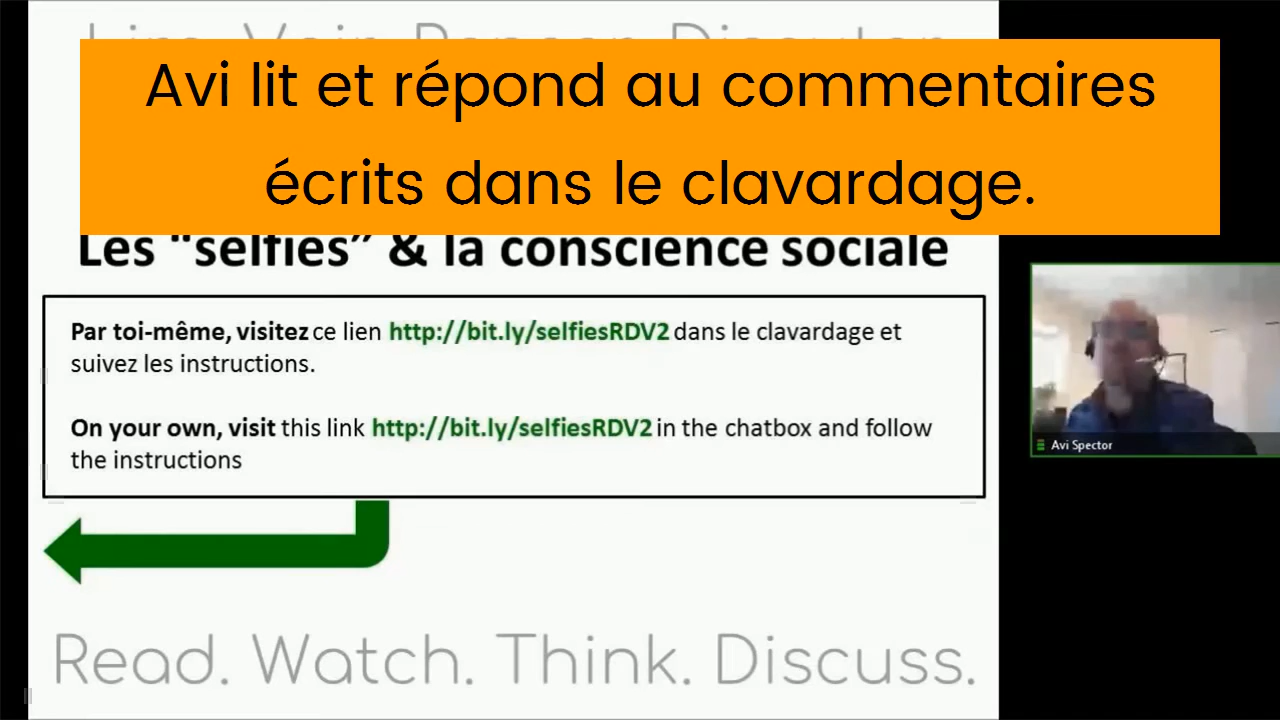 Avi lit et répond au commentaires
écrits dans le clavardage.
Les “selfies” & la conscience sociale
Par toi-même, visitez ce lien http://bit.ly/selfiesRDV2 dans le clavardage et
suivez les instructions.
On your own, visit this link http://bit.ly/selfiesRDV2 in the chatbox and follow
the instructions
Avi Spector
Read. Watch. Think. Discuss.